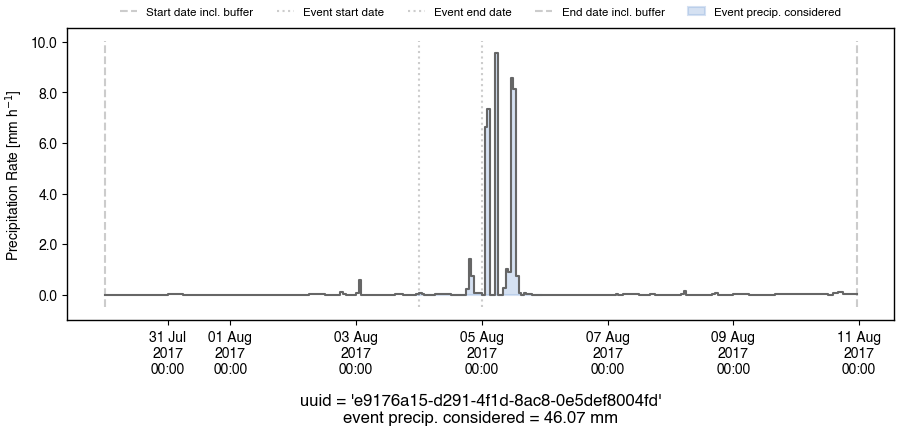 Start date incl. buffer Event start date Event end date End date incl. buffer Event precip. considered
10.0
8.0
6.0
4.0
2.0
0.0
Precipitation Rate [mm h⁻¹]
31 Jul 01 Aug 03 Aug 05 Aug 07 Aug 09 Aug 11 Aug
2017 2017 2017 2017 2017 2017 2017
00:00 00:00 00:00 00:00 00:00 00:00 00:00
uuid = 'e9176a15-d291-4f1d-8ac8-0e5def8004fd'
event precip. considered = 46.07 mm